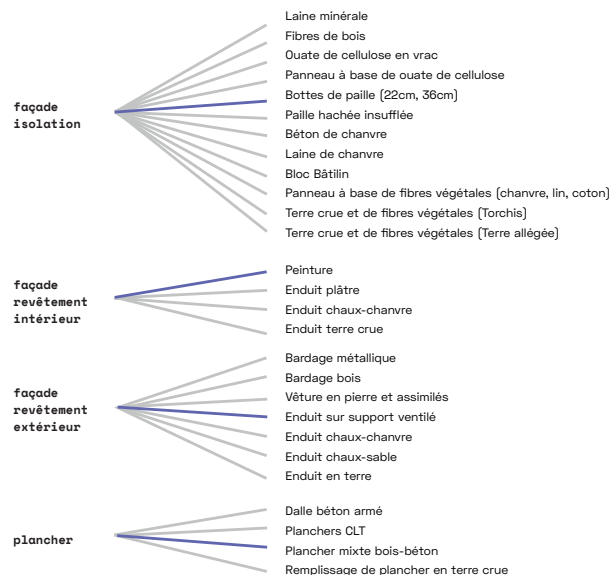 façade
isolation
Laine minérale
Fibres de bois
Ouate de cellulose en vrac
Panneau à base de ouate de cellulose
Bottes de paille (22cm, 36cm)
Paille hachée insufflée
Béton de chanvre
Laine de chanvre
Bloc Bâtilin
Panneau à base de fibres végétales (chanvre, lin, coton)
Terre crue et de fibres végétales (Torchis)
Terre crue et de fibres végétales (Terre allégée)
façade
revêtement
intérieur
Peinture
Enduit plâtre
Enduit chaux-chanvre
Enduit terre crue
façade
revêtement
extérieur
Bardage métallique
Bardage bois
Vêture en pierre et assimilés
Enduit sur support ventilé
Enduit chaux-chanvre
Enduit chaux-sable
Enduit en terre
plancher
Dalle béton armé
Planchers CLT
Plancher mixte bois-béton
Remplissage de plancher en terre crue